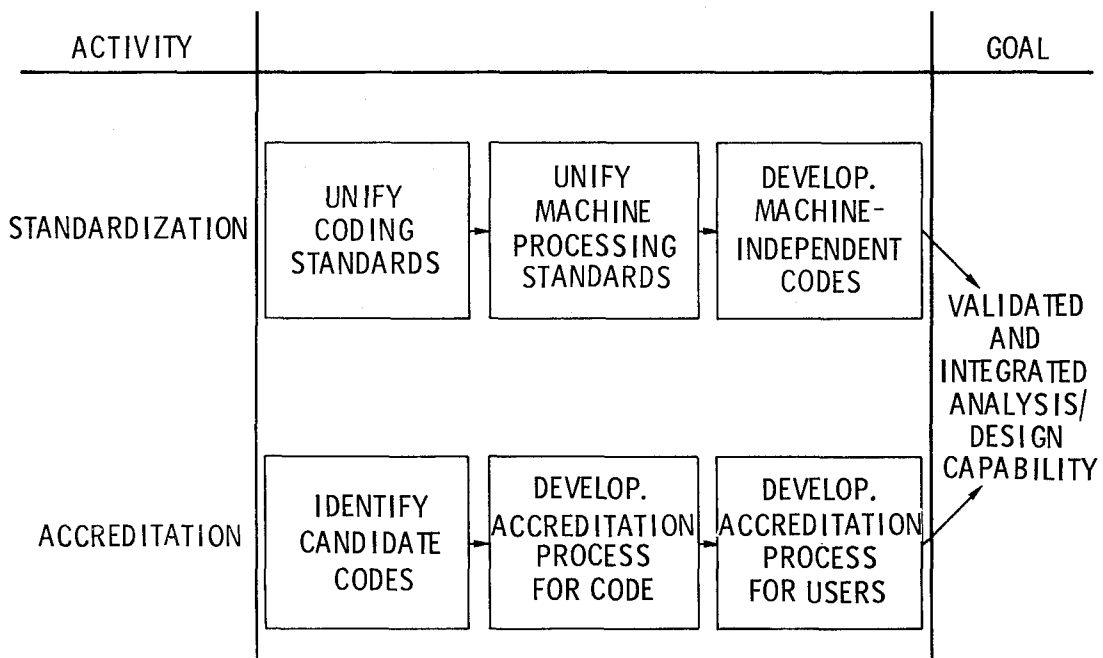 ACTIVITY
GOAL
STANDARDIZATION
UNIFY
CODING
STANDARDS
UNIFY
MACHINE
PROCESSING
STANDARDS
DEVELOP.
MACHINE-
INDEPENDENT
CODES
VALIDATED
AND
INTEGRATED
ANALYSIS/
DESIGN
CAPABILITY
ACCREDITATION
IDENTIFY
CANDIDATE
CODES
DEVELOP.
ACCREDITATION
PROCESS
FOR CODE
DEVELOP.
ACCREDITATION
PROCESS
FOR USERS